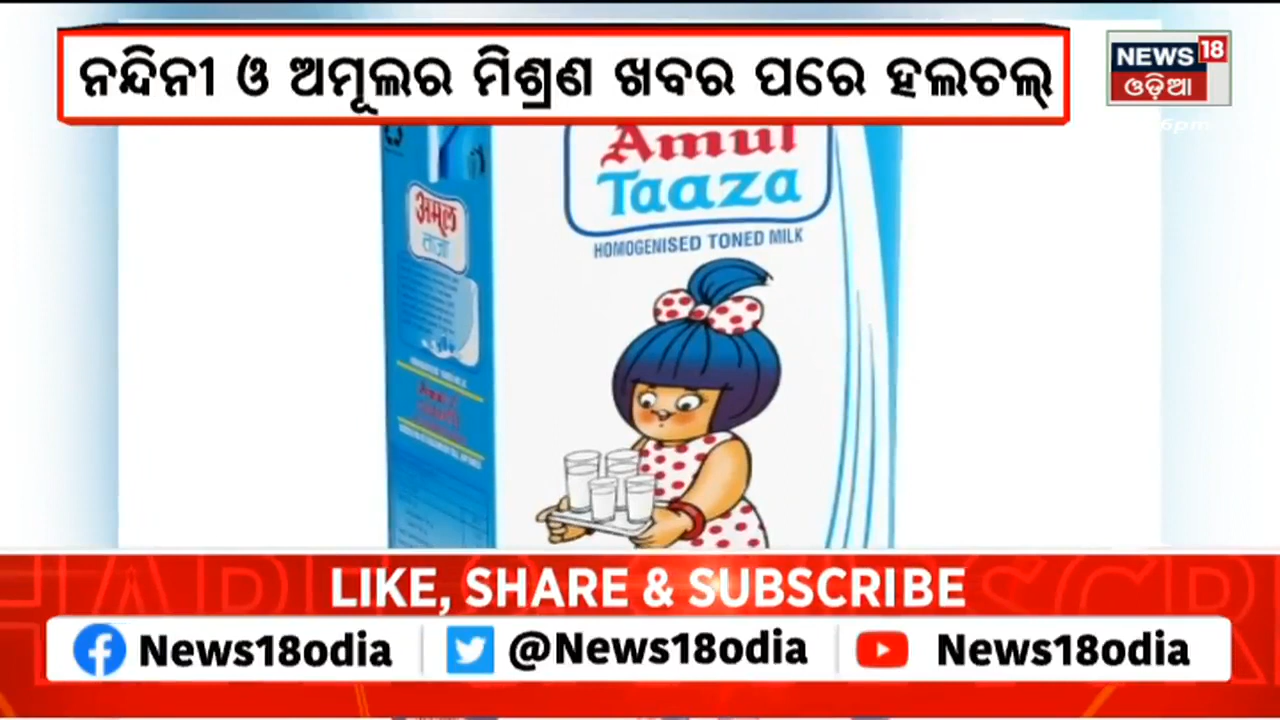 ନନ୍ଦିନୀ ଓ ଅମୂଲର ମିଶ୍ରଣ ଖବର ପରେ ହଲଚଲ୍
NEWS 18
ଓଡ଼ିଆ
6pm
Amul
Taaza
HOMOGENISED TONED MILK
अमूल
ताज़ा
LIKE, SHARE & SUBSCRIBE
News18odia
@News18odia
News18odia